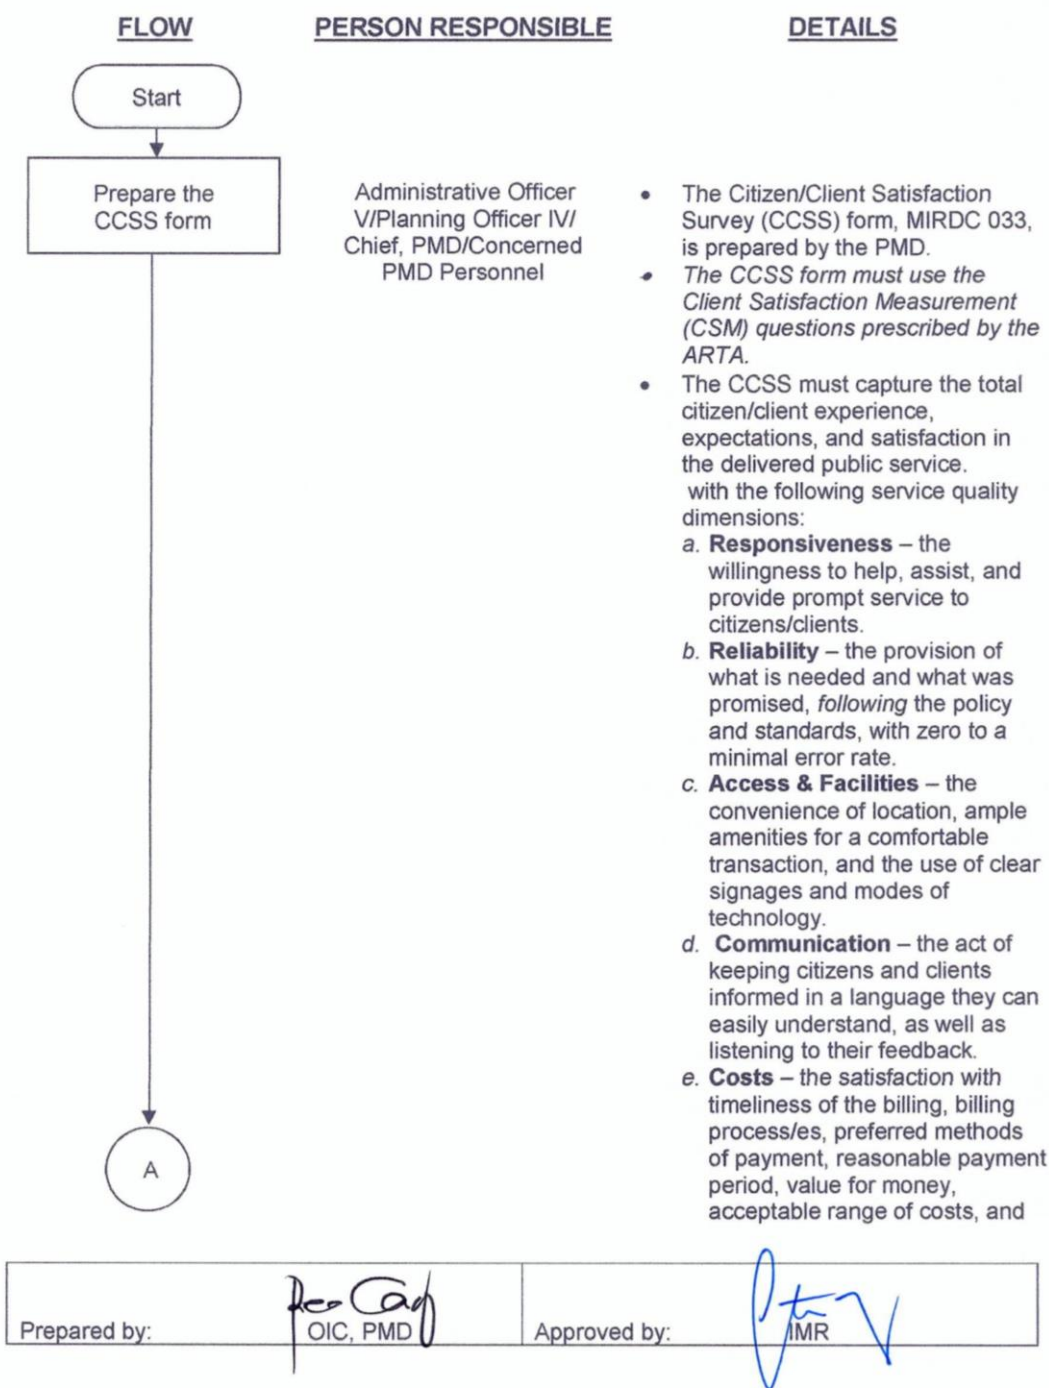 FLOW
PERSON RESPONSIBLE
DETAILS
Start
Prepare the
CCSS form
Administrative Officer
V/Planning Officer IV/
Chief, PMD/Concerned
PMD Personnel
• The Citizen/Client Satisfaction
Survey (CCSS) form, MIRDC 033,
is prepared by the PMD.
• The CCSS form must use the
Client Satisfaction Measurement
(CSM) questions prescribed by the
ARTA.
• The CCSS must capture the total
citizen/client experience,
expectations, and satisfaction in
the delivered public service.
with the following service quality
dimensions:
a. Responsiveness – the
willingness to help, assist, and
provide prompt service to
citizens/clients.
b. Reliability – the provision of
what is needed and what was
promised, following the policy
and standards, with zero to a
minimal error rate.
c. Access & Facilities – the
convenience of location, ample
amenities for a comfortable
transaction, and the use of clear
signages and modes of
technology.
d. Communication – the act of
keeping citizens and clients
informed in a language they can
easily understand, as well as
listening to their feedback.
e. Costs – the satisfaction with
timeliness of the billing, billing
process/es, preferred methods
of payment, reasonable payment
period, value for money,
acceptable range of costs, and
A
Prepared by:
OIC, PMD
Approved by:
IMR